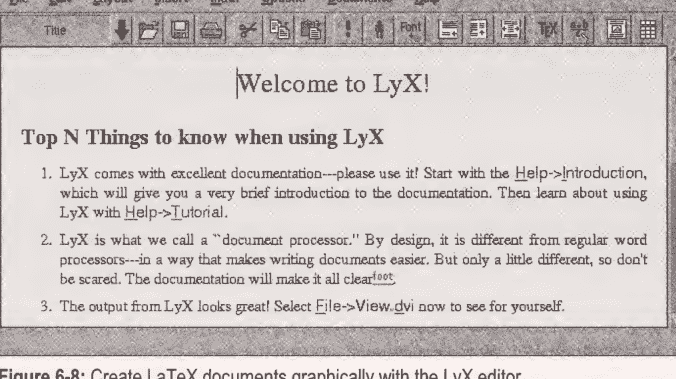 Title
Font
TEX
Welcome to LyX!
Top N Things to know when using LyX
1. LyX comes with excellent documentation---please use it! Start with the Help->Introduction,
which will give you a very brief introduction to the documentation. Then learn about using
LyX with Help->Tutorial.
2. LyX is what we call a ``document processor.'' By design, it is different from regular word
processors---in a way that makes writing documents easier. But only a little different, so don't
be scared. The documentation will make it all clearfoot.
3. The output from LyX looks great! Select File->View.dvi now to see for yourself.
Figure 6-8: Create LaTeX documents graphically with the LyX editor